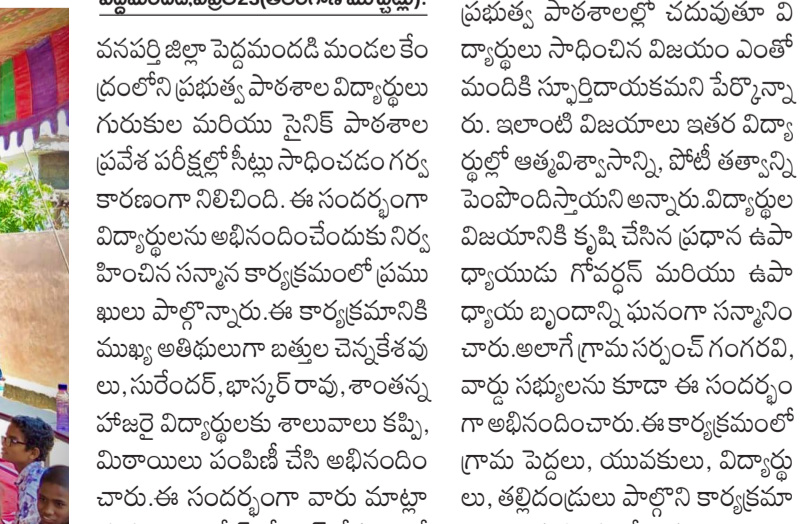 వనపర్తి జిల్లా పెద్దమందడి మండల కేం
ద్రంలోని ప్రభుత్వ పాఠశాల విద్యార్థులు
గురుకుల మరియు సైనిక్ పాఠశాల
ప్రవేశ పరీక్షల్లో సీట్లు సాధించడం గర్వ
కారణంగా నిలిచింది. ఈ సందర్భంగా
విద్యార్థులను అభినందించేందుకు నిర్వ
హించిన సన్మాన కార్యక్రమంలో ప్రము
ఖులు పాల్గొన్నారు.ఈ కార్యక్రమానికి
ముఖ్య అతిథులుగా బత్తుల చెన్నకేశవు
లు, సురేందర్, భాస్కర్ రావు, శాంతన్న
హాజరై విద్యార్థులకు శాలువాలు కప్పి,
మిఠాయిలు పంపిణీ చేసి అభినందిం
చారు.ఈ సందర్భంగా వారు మాట్లా
ప్రభుత్వ పాఠశాలల్లో చదువుతూ వి
ద్యార్థులు సాధించిన విజయం ఎంతో
మందికి స్ఫూర్తిదాయకమని పేర్కొన్నా
రు. ఇలాంటి విజయాలు ఇతర విద్యా
ర్థుల్లో ఆత్మవిశ్వాసాన్ని, పోటీ తత్వాన్ని
పెంపొందిస్తాయని అన్నారు.విద్యార్థుల
విజయానికి కృషి చేసిన ప్రధాన ఉపా
ధ్యాయుడు గోవర్ధన్ మరియు ఉపా
ధ్యాయ బృందాన్ని ఘనంగా సన్మానిం
చారు.అలాగే గ్రామ సర్పంచ్ గంగరవి,
వార్డు సభ్యులను కూడా ఈ సందర్భం
గా అభినందించారు.ఈ కార్యక్రమంలో
గ్రామ పెద్దలు, యువకులు, విద్యార్థు
లు, తల్లిదండ్రులు పాల్గొని కార్యక్రమా